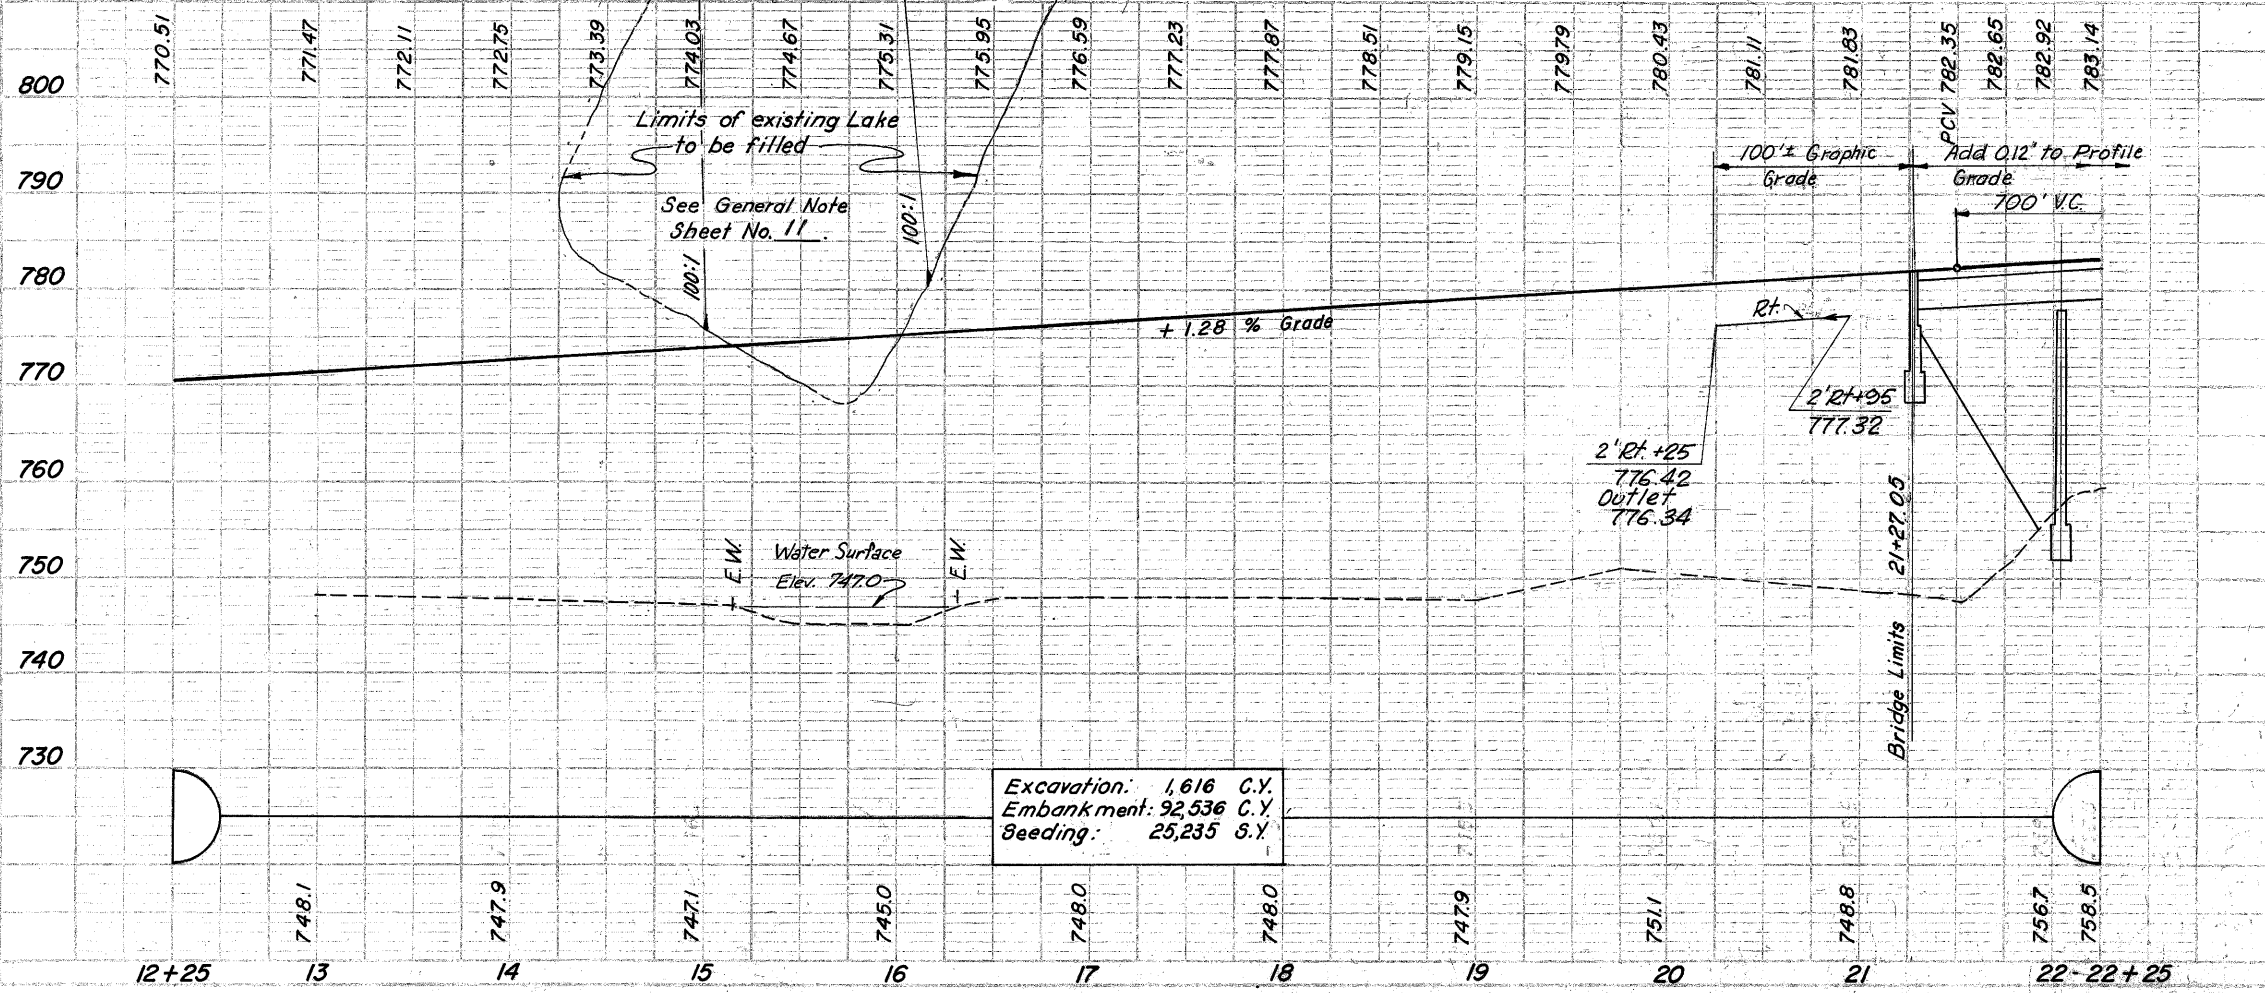 770.51 771.47 772.11 772.75 773.39 774.03 774.67 775.31 775.95 776.59 777.23 777.87 778.51 779.15 779.79 780.43 781.11 781.83 PCV 782.35 782.65 782.92 783.14
800
Limits of existing Lake
to be filled
100'± Graphic
Grade
Add 0.12" to Profile
Grade
790
See General Note
Sheet No. 11.
100:1
700' V.C.
780
100:1
Rt.
+ 1.28 % Grade
770
2' Rt +95
777.32
2' Rt. +25
776.42
Outlet
776.34
760
21+27.05
E.W.
Water Surface
Elev. 747.0
E.W.
750
740
Bridge Limits
730
Excavation: 1,616 C.Y.
Embankment: 92,536 C.Y.
Seeding: 25,235 S.Y.
748.1 747.9 747.1 745.0 748.0 748.0 747.9 751.1 748.8 756.7 758.5
12+25 13 14 15 16 17 18 19 20 21 22 - 22 + 25